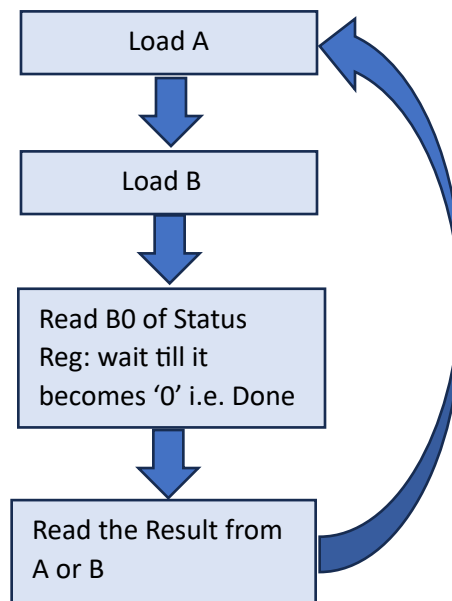 Load A
Load B
Read B0 of Status
Reg: wait till it
becomes ‘0’ i.e. Done
Read the Result from
A or B